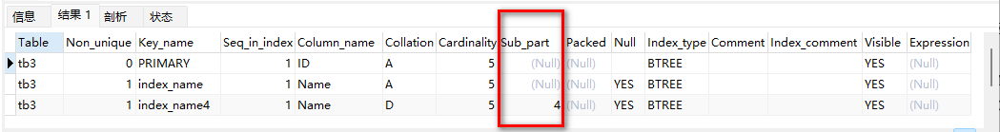 信息 结果 1 剖析 状态
Table Non_unique Key_name Seq_in_index Column_name Collation Cardinality Sub_part Packed Null Index_type Comment Index_comment Visible Expression
tb3 0 PRIMARY 1 ID A 5 (Null) (Null) BTREE YES (Null)
tb3 1 index_name 1 Name A 5 (Null) (Null) YES BTREE YES (Null)
tb3 1 index_name4 1 Name D 5 4 (Null) YES BTREE YES (Null)